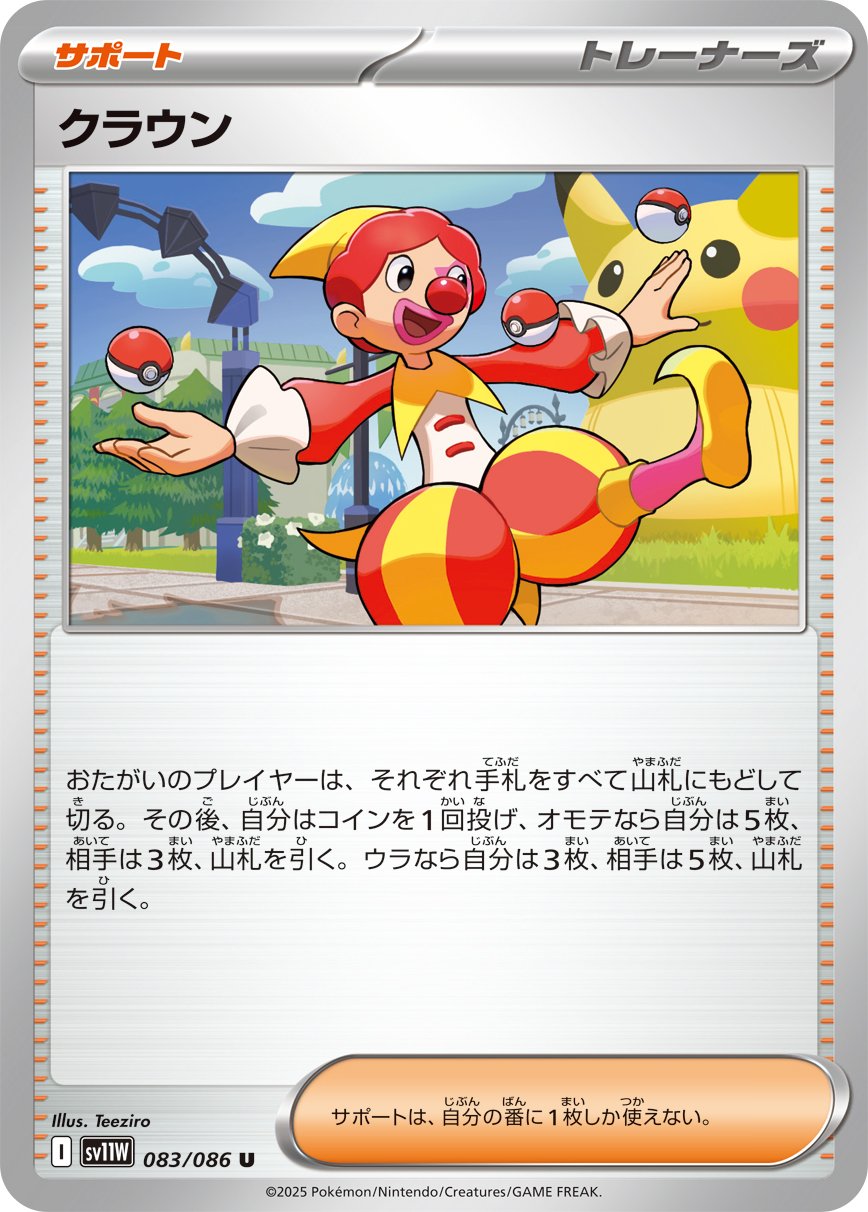 サポート
トレーナーズ
クラウン
おたがいのプレイヤーは、それぞれ手札をすべて山札にもどして
切る。その後、自分はコインを1回投げ、オモテなら自分は5枚、
相手は3枚、山札を引く。ウラなら自分は3枚、相手は5枚、山札
を引く。
サポートは、自分の番に1枚しか使えない。
Illus. Teeziro
I sv11W 083/086 U
©2025 Pokémon/Nintendo/Creatures/GAME FREAK.